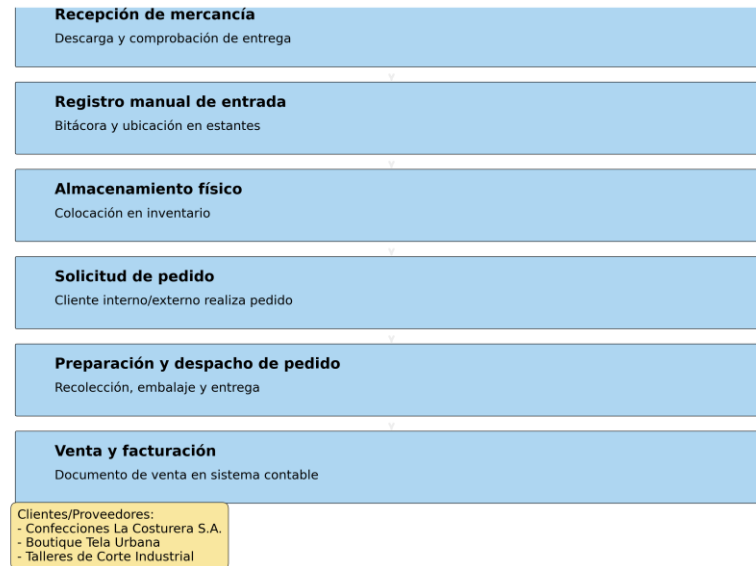 Recepción de mercancía
Descarga y comprobación de entrega
Registro manual de entrada
Bitácora y ubicación en estantes
Almacenamiento físico
Colocación en inventario
Solicitud de pedido
Cliente interno/externo realiza pedido
Preparación y despacho de pedido
Recolección, embalaje y entrega
Venta y facturación
Documento de venta en sistema contable
Clientes/Proveedores:
- Confecciones La Costurera S.A.
- Boutique Tela Urbana
- Talleres de Corte Industrial